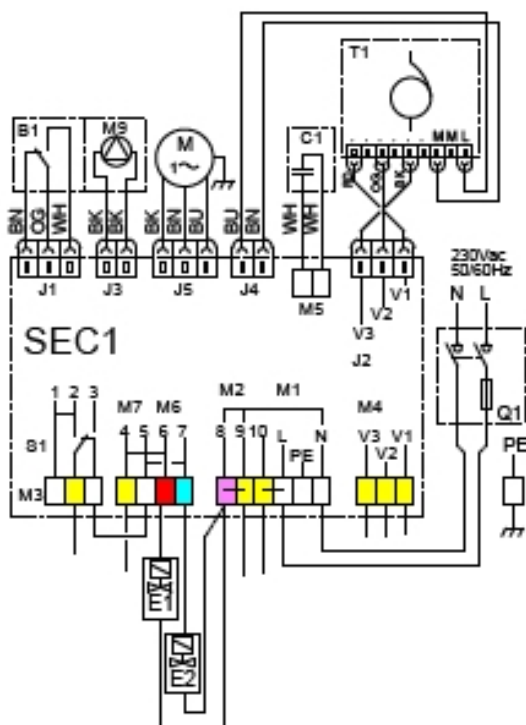 T1
B1
M9
M
1~
C1
M M L
BN
OG
WH
BK
BK
BK
BN
BU
BU
BN
WH
WH
OG
BK
J1
J3
J5
J4
M5
V3
V2
V1
J2
230Vac
50/60Hz
N L
SEC1
Q1
PE
1 2 3
M7 M6
M2 M1
M4
S1
4 5 6 7
8 9 10 L
PE
N
V3 V2 V1
M3
E1
E2